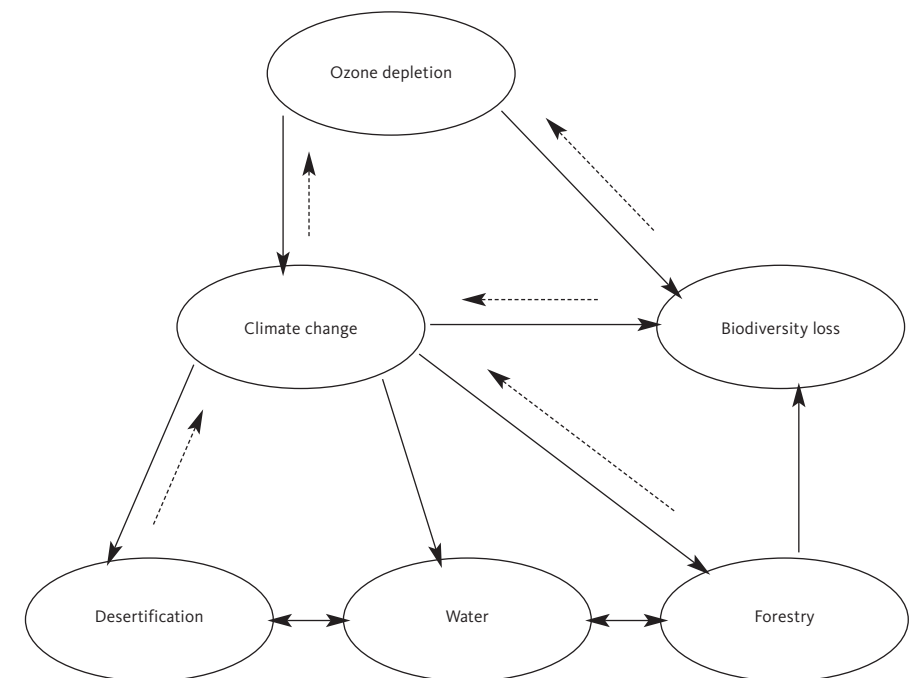 Ozone depletion
Climate change
Biodiversity loss
Desertification
Water
Forestry